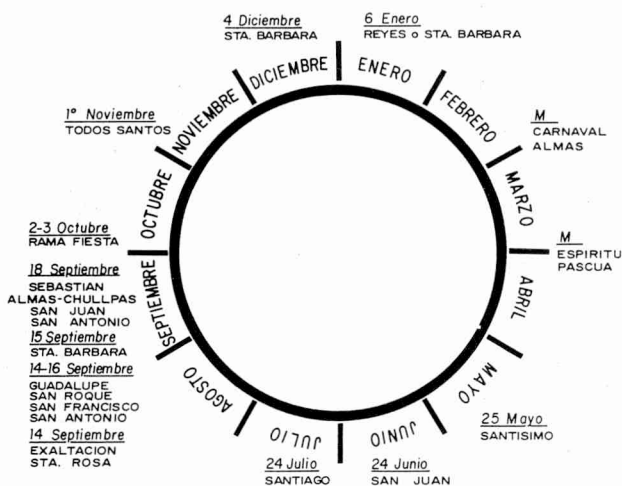 4 Diciembre
STA. BARBARA
6 Enero
REYES o STA. BARBARA
DICIEMBRE
ENERO
NOVIEMBRE
FEBRERO
1º Noviembre
TODOS SANTOS
M
CARNAVAL
ALMAS
OCTUBRE
MARZO
2-3 Octubre
RAMA FIESTA
M
ESPIRITU
PASCUA
SEPTIEMBRE
ABRIL
18 Septiembre
SEBASTIAN
ALMAS-CHULLPAS
SAN JUAN
SAN ANTONIO
15 Septiembre
STA. BARBARA
14-16 Septiembre
GUADALUPE
SAN ROQUE
SAN FRANCISCO
SAN ANTONIO
14 Septiembre
EXALTACION
STA. ROSA
AGOSTO
MAYO
JULIO
JUNIO
25 Mayo
SANTISIMO
24 Julio
SANTIAGO
24 Junio
SAN JUAN